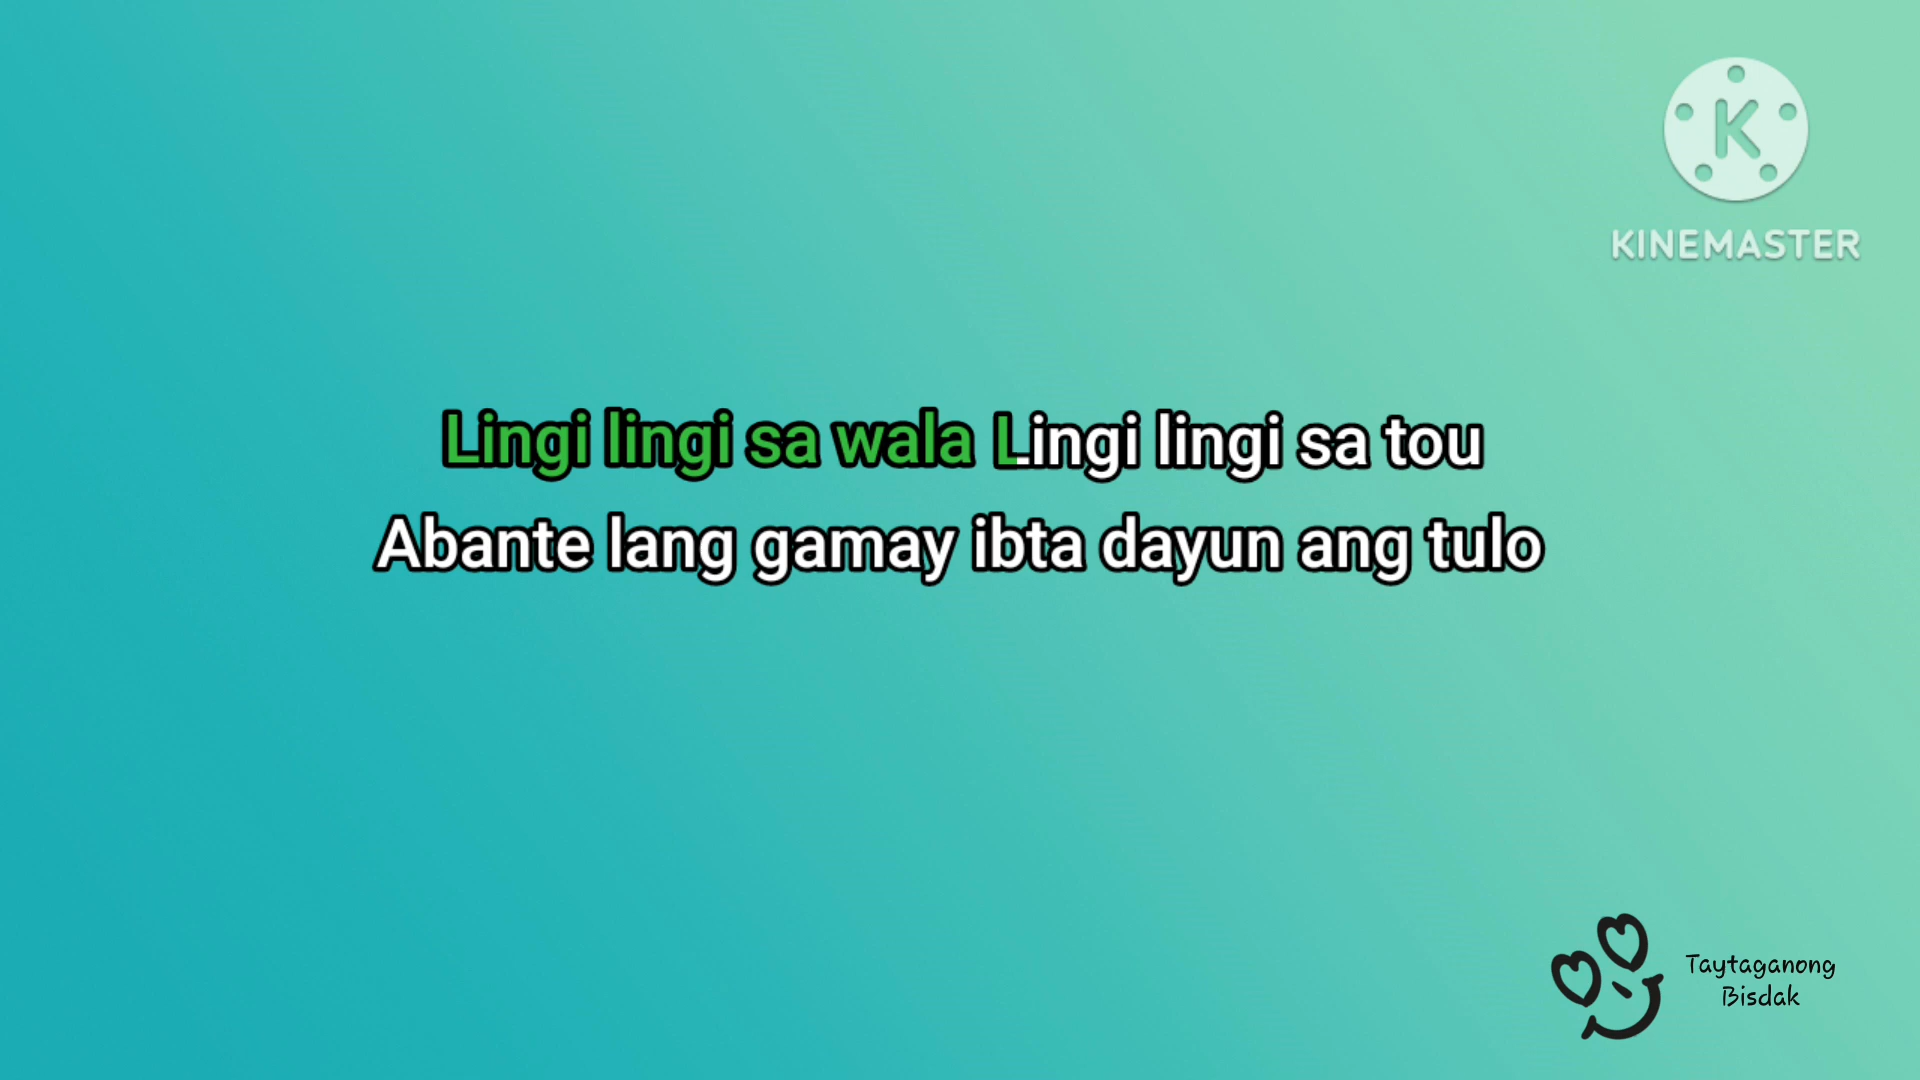 K
KINEMASTER
Lingi lingi sa wala Lingi lingi sa tou
Abante lang gamay ibta dayun ang tulo
Taytaganong
Bisdak